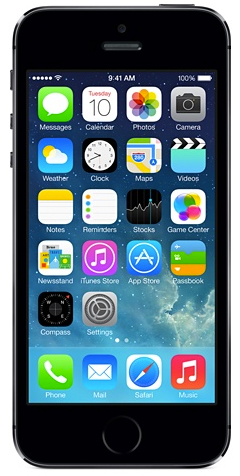 9:41 AM 100%
Tuesday
10
Messages Calendar Photos Camera
280
Weather Clock Maps Videos
Notes Reminders Stocks Game Center
Newsstand iTunes Store App Store Passbook
Compass Settings
Phone Mail Safari Music